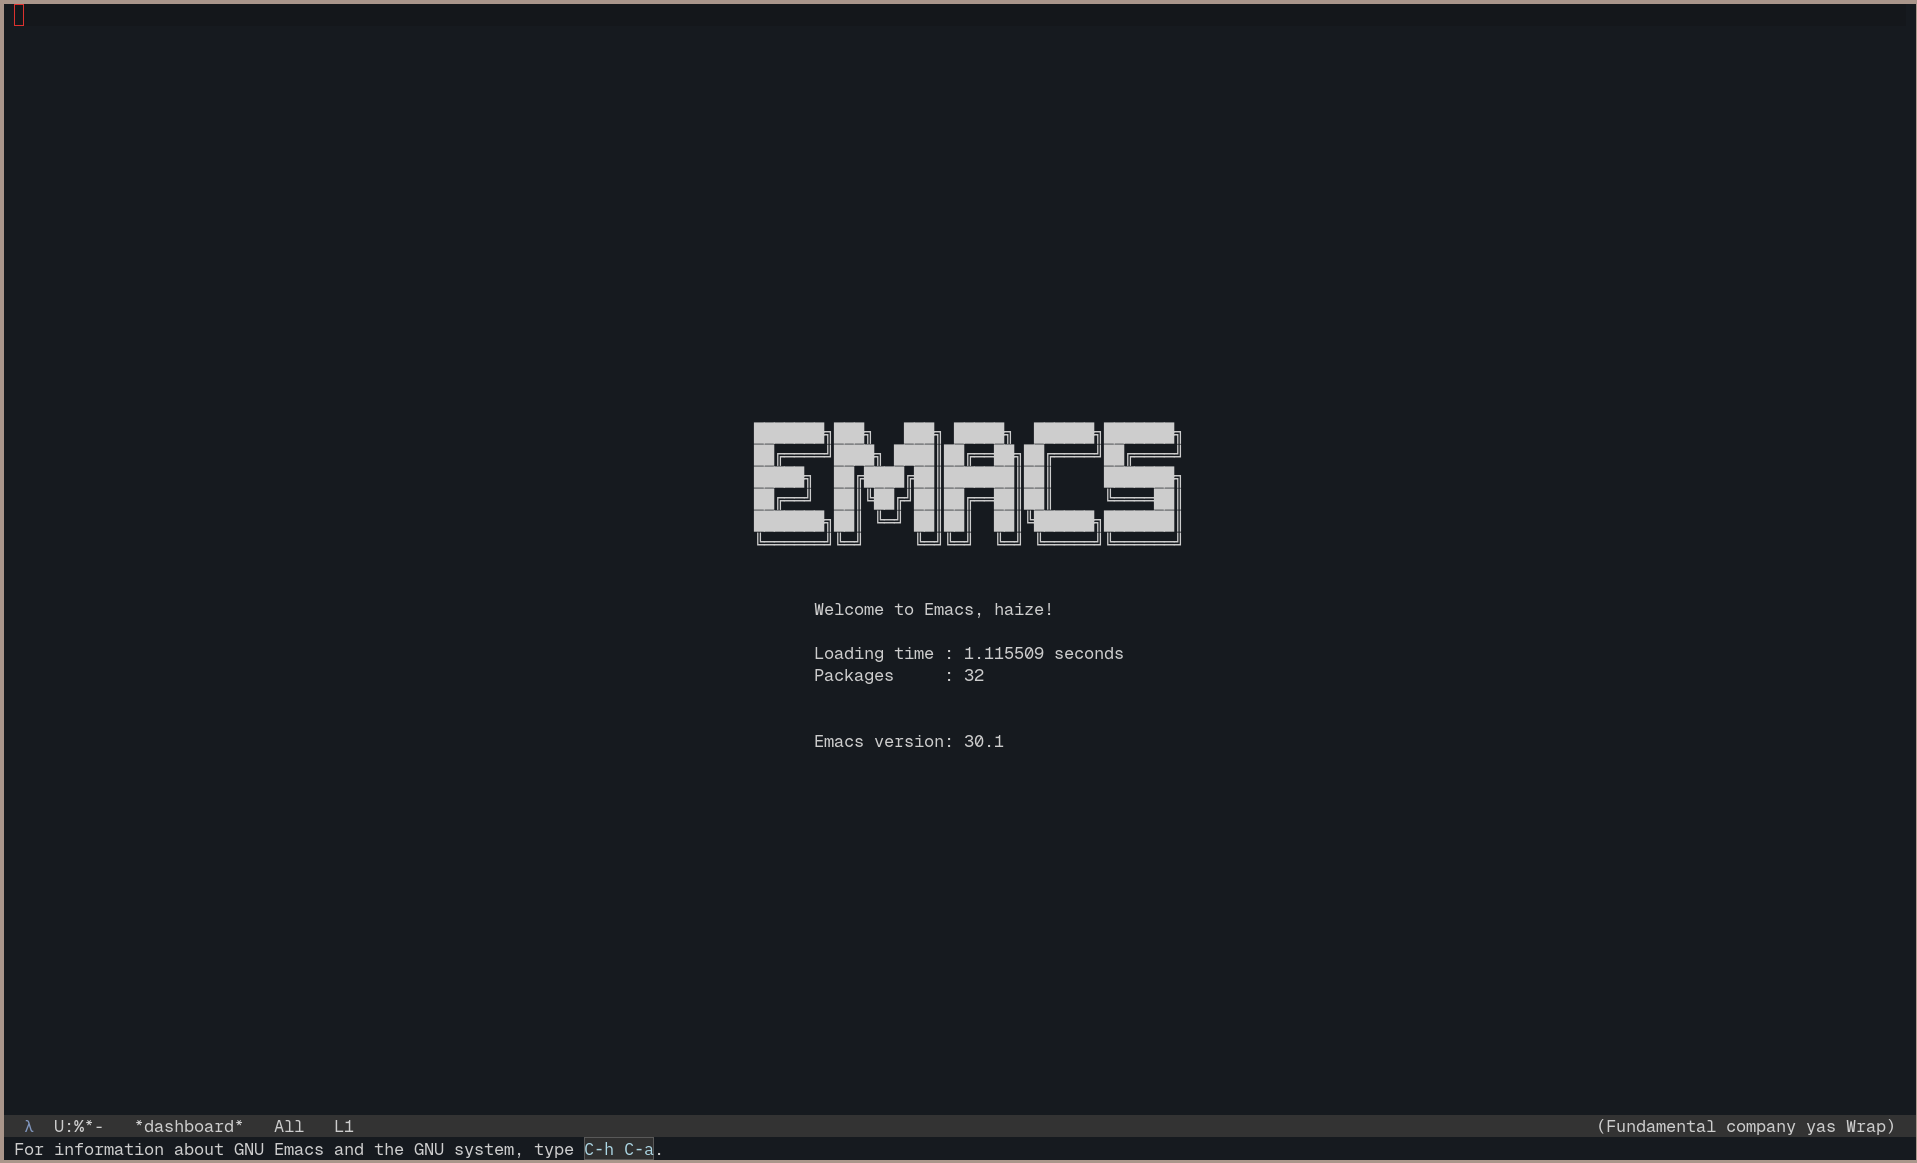 EMACS
Welcome to Emacs, haize!
Loading time : 1.115509 seconds
Packages     : 32
Emacs version: 30.1
λ  U:%*-   *dashboard*   All   L1   (Fundamental company yas Wrap)
For information about GNU Emacs and the GNU system, type C-h C-a.